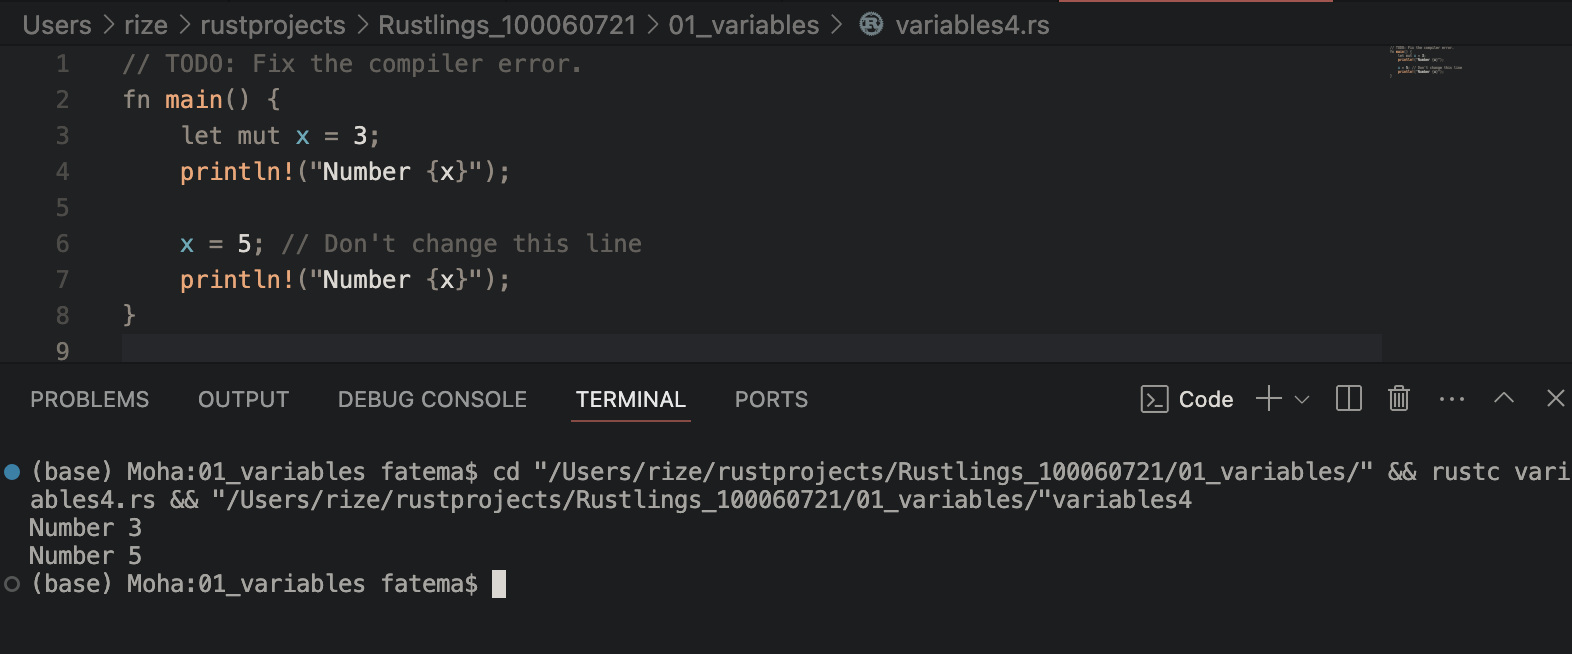 Users > rize > rustprojects > Rustlings_100060721 > 01_variables > variables4.rs
1 // TODO: Fix the compiler error.
2 fn main() {
3     let mut x = 3;
4     println!("Number {x}");
5
6     x = 5; // Don't change this line
7     println!("Number {x}");
8 }
9
PROBLEMS OUTPUT DEBUG CONSOLE TERMINAL PORTS Code
(base) Moha:01_variables fatema$ cd "/Users/rize/rustprojects/Rustlings_100060721/01_variables/" && rustc vari
ables4.rs && "/Users/rize/rustprojects/Rustlings_100060721/01_variables/"variables4
Number 3
Number 5
(base) Moha:01_variables fatema$